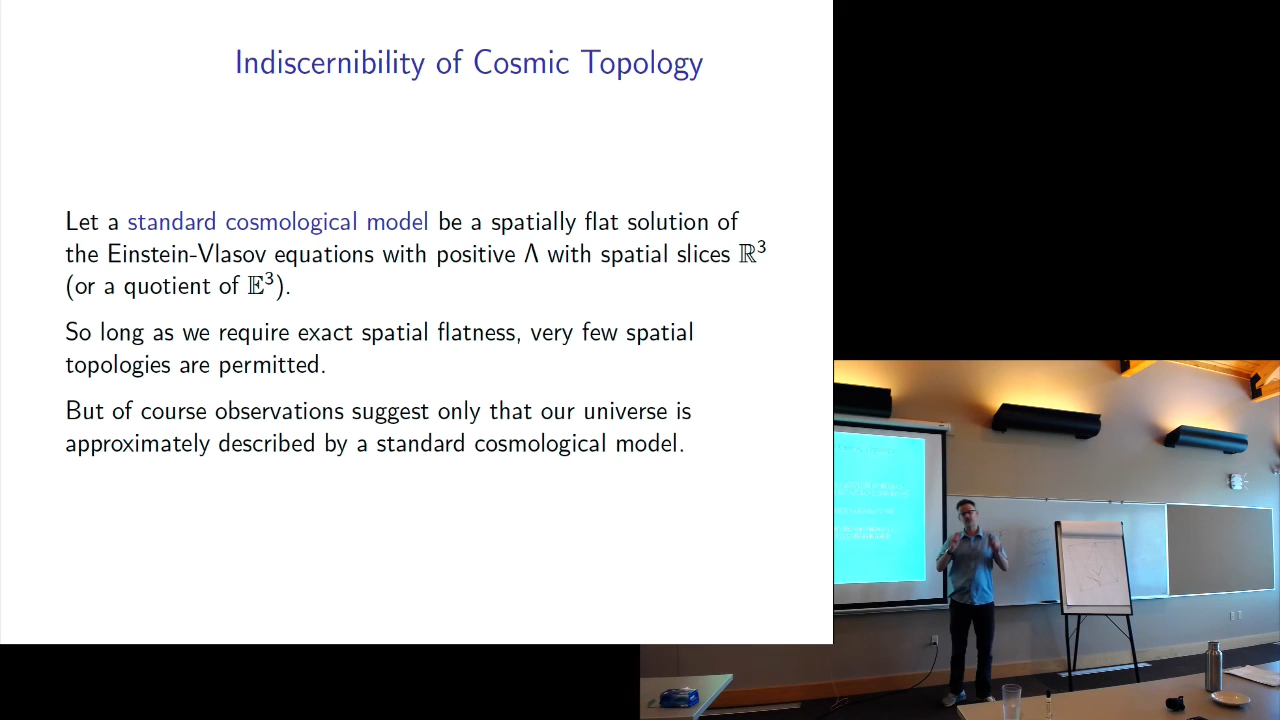 Indiscernibility of Cosmic Topology
Let a standard cosmological model be a spatially flat solution of
the Einstein-Vlasov equations with positive Λ with spatial slices ℝ³
(or a quotient of 𝔼³).
So long as we require exact spatial flatness, very few spatial
topologies are permitted.
But of course observations suggest only that our universe is
approximately described by a standard cosmological model.